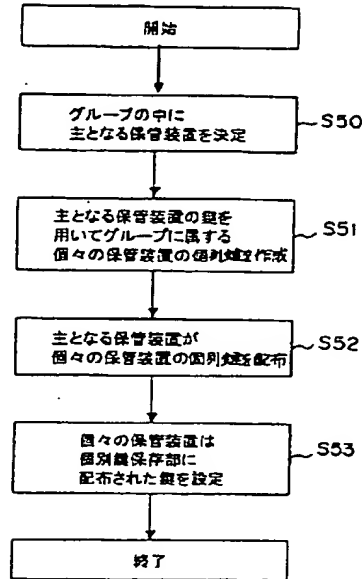 開始
グループの中に
主となる保管装置を決定
S50
主となる保管装置の鍵を
用いてグループに属する
個々の保管装置の個別鍵を作成
S51
主となる保管装置が
個々の保管装置の個別鍵を配布
S52
個々の保管装置は
個別鍵保存部に
配布された鍵を設定
S53
終了